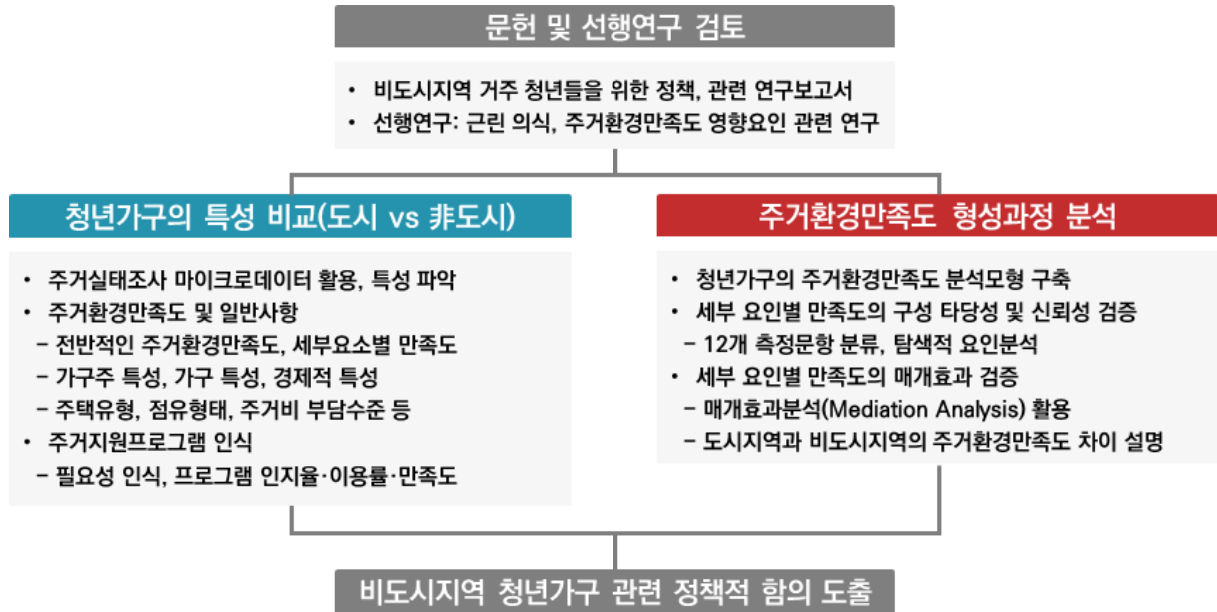 문헌 및 선행연구 검토
• 비도시지역 거주 청년들을 위한 정책, 관련 연구보고서
• 선행연구: 근린 의식, 주거환경만족도 영향요인 관련 연구
청년가구의 특성 비교(도시 vs 非도시)
• 주거실태조사 마이크로데이터 활용, 특성 파악
• 주거환경만족도 및 일반사항
– 전반적인 주거환경만족도, 세부요소별 만족도
– 가구주 특성, 가구 특성, 경제적 특성
– 주택유형, 점유형태, 주거비 부담수준 등
• 주거지원프로그램 인식
– 필요성 인식, 프로그램 인지율·이용률·만족도
주거환경만족도 형성과정 분석
• 청년가구의 주거환경만족도 분석모형 구축
• 세부 요인별 만족도의 구성 타당성 및 신뢰성 검증
– 12개 측정문항 분류, 탐색적 요인분석
• 세부 요인별 만족도의 매개효과 검증
– 매개효과분석(Mediation Analysis) 활용
– 도시지역과 비도시지역의 주거환경만족도 차이 설명
비도시지역 청년가구 관련 정책적 함의 도출